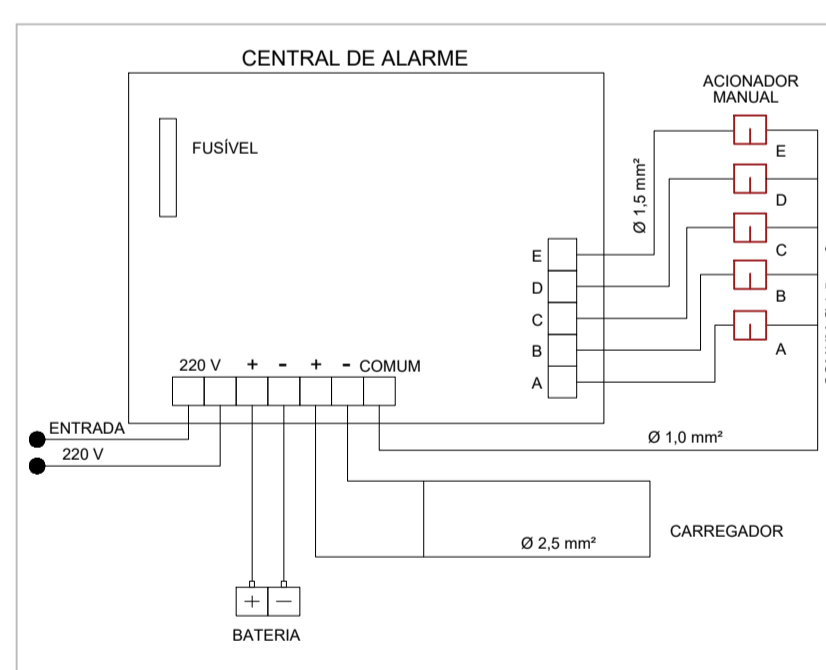 CENTRAL DE ALARME
ACIONADOR
MANUAL
FUSÍVEL
Ø 1,5 mm²
E
D
C
B
A
E
D
C
B
A
220 V + - + - COMUM
ENTRADA
220 V
Ø 1,0 mm²
CARREGADOR
Ø 2,5 mm²
+ −
BATERIA